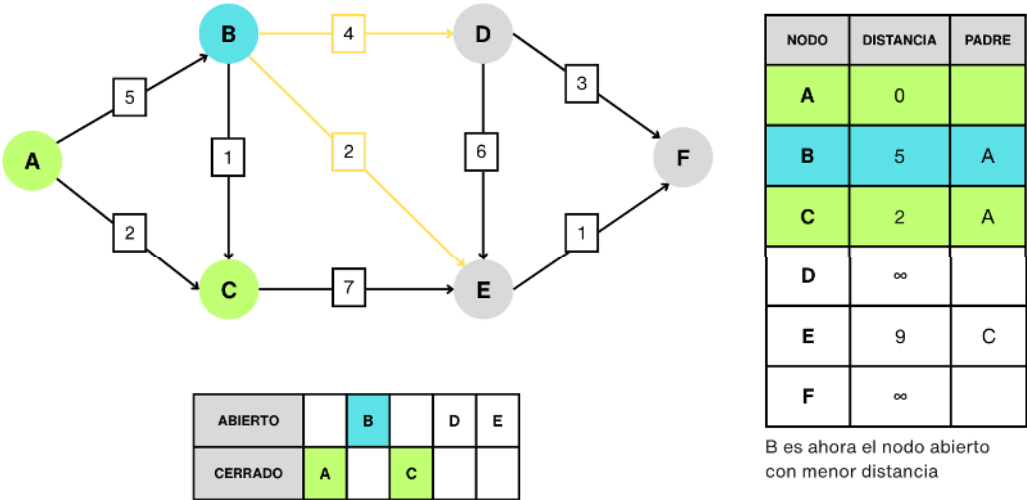 B
4
D
5
3
A
1
2
6
F
2
1
C
7
E
NODO DISTANCIA PADRE
A 0
B 5 A
C 2 A
D ∞
E 9 C
F ∞
B es ahora el nodo abierto
con menor distancia
ABIERTO B D E
CERRADO A C